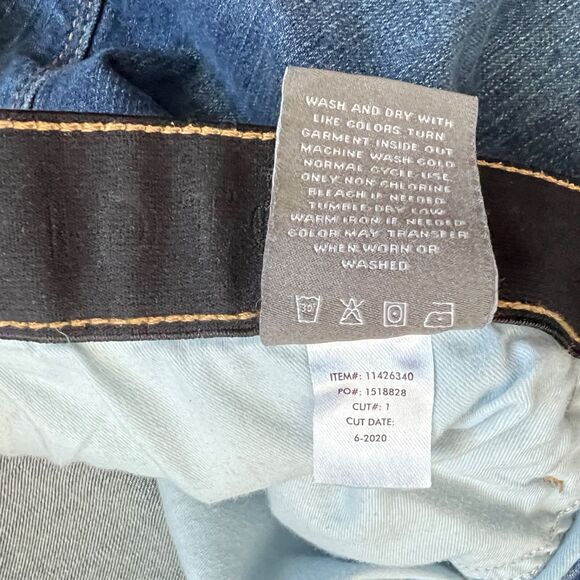 WASH AND DRY WITH
LIKE COLORS. TURN
GARMENT INSIDE OUT
MACHINE WASH COLD
NORMAL CYCLE. USE
ONLY NON CHLORINE
BLEACH IF NEEDED
TUMBLE DRY LOW
WARM IRON IF NEEDED
COLOR MAY TRANSFER
WHEN WORN OR
WASHED
30°
ITEM#: 11426340
PO#: 1518828
CUT#: 1
CUT DATE:
6-2020